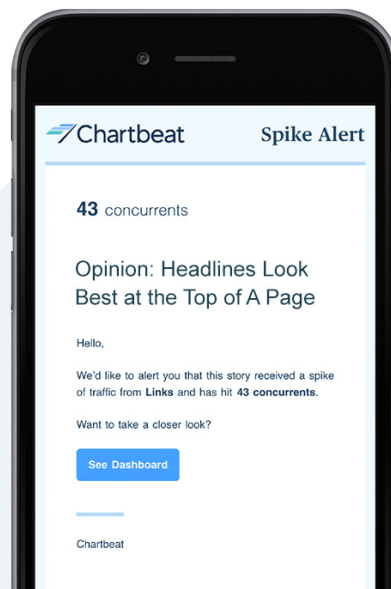 Chartbeat Spike Alert
43 concurrents
Opinion: Headlines Look
Best at the Top of A Page
Hello,
We'd like to alert you that this story received a spike
of traffic from Links and has hit 43 concurrents.
Want to take a closer look?
See Dashboard
Chartbeat